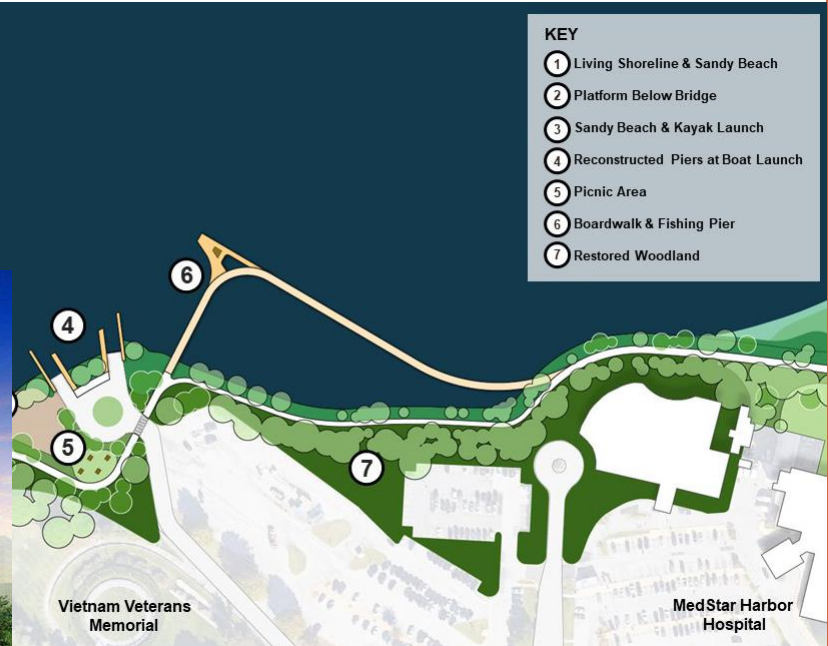 KEY
1 Living Shoreline & Sandy Beach
2 Platform Below Bridge
3 Sandy Beach & Kayak Launch
4 Reconstructed Piers at Boat Launch
5 Picnic Area
6 Boardwalk & Fishing Pier
7 Restored Woodland
6
4
5
7
Vietnam Veterans
Memorial
MedStar Harbor
Hospital